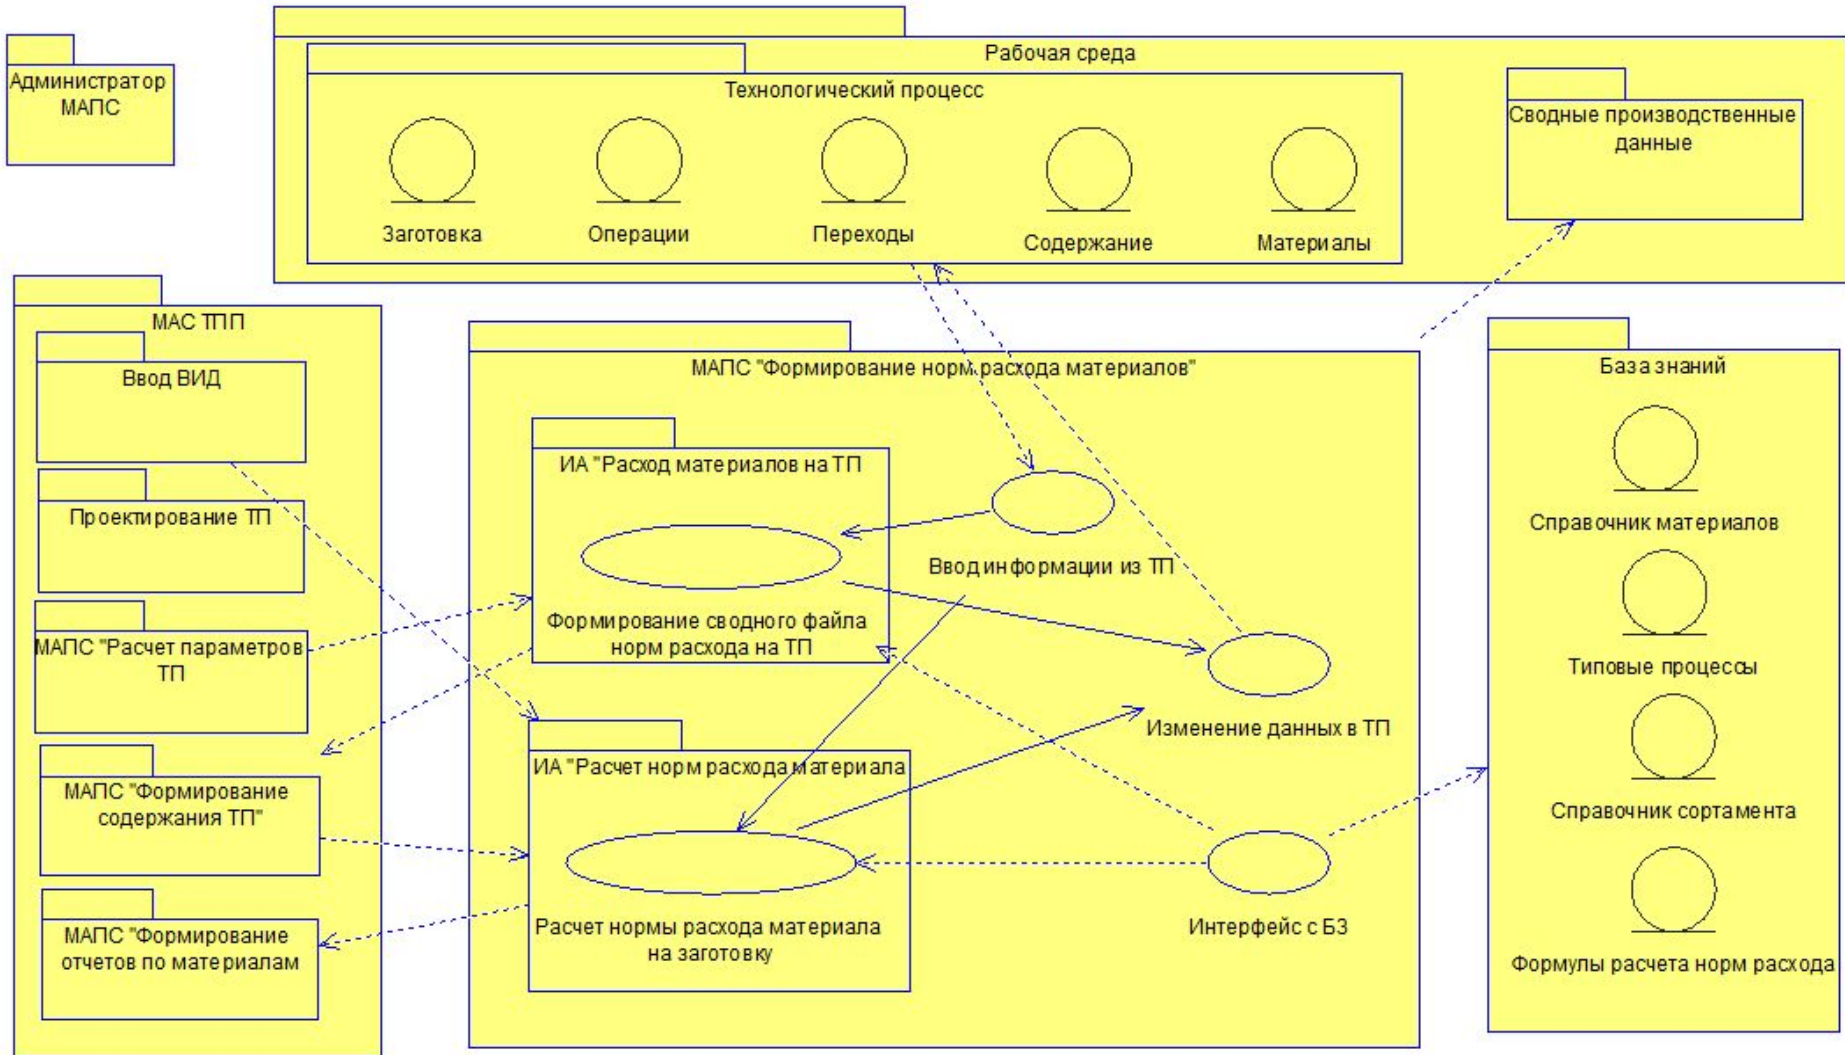 Администратор
МАПС
Рабочая среда
Технологический процесс
Заготовка
Операции
Переходы
Содержание
Материалы
Сводные производственные
данные
МАС ТПП
Ввод ВИД
Проектирование ТП
МАПС "Расчет параметров
ТП
МАПС "Формирование
содержания ТП"
МАПС "Формирование
отчетов по материалам
МАПС "Формирование норм расхода материалов"
ИА "Расход материалов на ТП
Формирование сводного файла
норм расхода на ТП
Ввод информации из ТП
Изменение данных в ТП
ИА "Расчет норм расхода материала
Расчет нормы расхода материала
на заготовку
Интерфейс с БЗ
База знаний
Справочник материалов
Типовые процессы
Справочник сортамента
Формулы расчета норм расхода